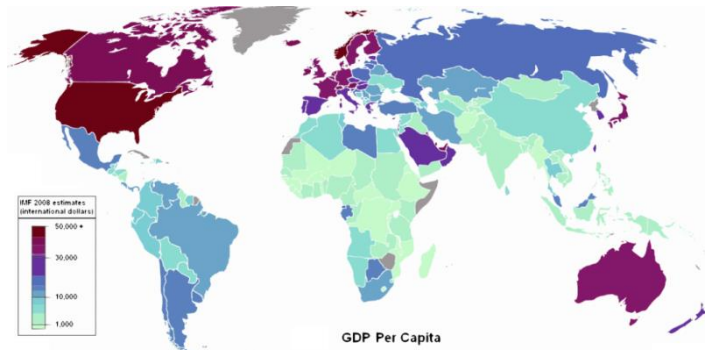 IMF 2008 estimates
(international dollars)
50,000 +
30,000
10,000
1,000
GDP Per Capita